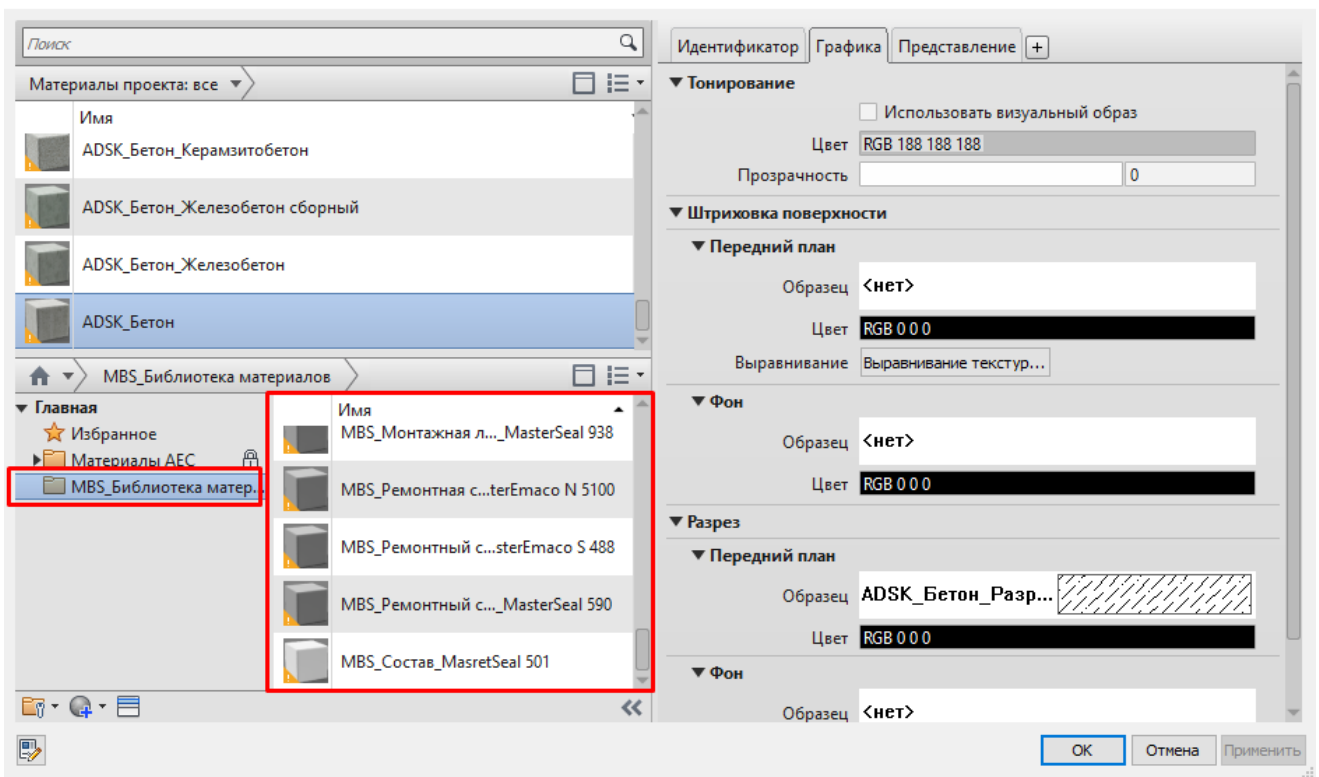 Поиск
Материалы проекта: все
Имя
ADSK_Бетон_Керамзитобетон
ADSK_Бетон_Железобетон сборный
ADSK_Бетон_Железобетон
ADSK_Бетон
MBS_Библиотека материалов
Главная
Избранное
Материалы AEC
MBS_Библиотека матер...
Имя
MBS_Монтажная л..._MasterSeal 938
MBS_Ремонтная с...terEmaco N 5100
MBS_Ремонтный с...sterEmaco S 488
MBS_Ремонтный с..._MasterSeal 590
MBS_Состав_MasretSeal 501
Идентификатор Графика Представление +
Тонирование
Использовать визуальный образ
Цвет RGB 188 188 188
Прозрачность 0
Штриховка поверхности
Передний план
Образец <нет>
Цвет RGB 0 0 0
Выравнивание Выравнивание текстур...
Фон
Образец <нет>
Цвет RGB 0 0 0
Разрез
Передний план
Образец ADSK_Бетон_Разр...
Цвет RGB 0 0 0
Фон
Образец <нет>
OK Отмена Применить